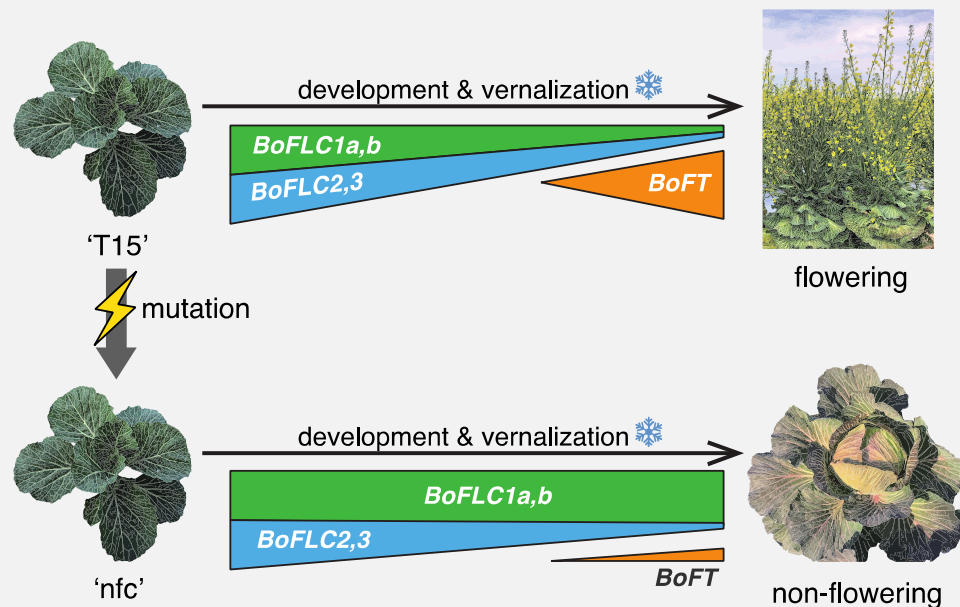 development & vernalization
BoFLC1a,b
BoFLC2,3
BoFT
‘T15’
flowering
mutation
development & vernalization
BoFLC1a,b
BoFLC2,3
BoFT
‘nfc’
non-flowering